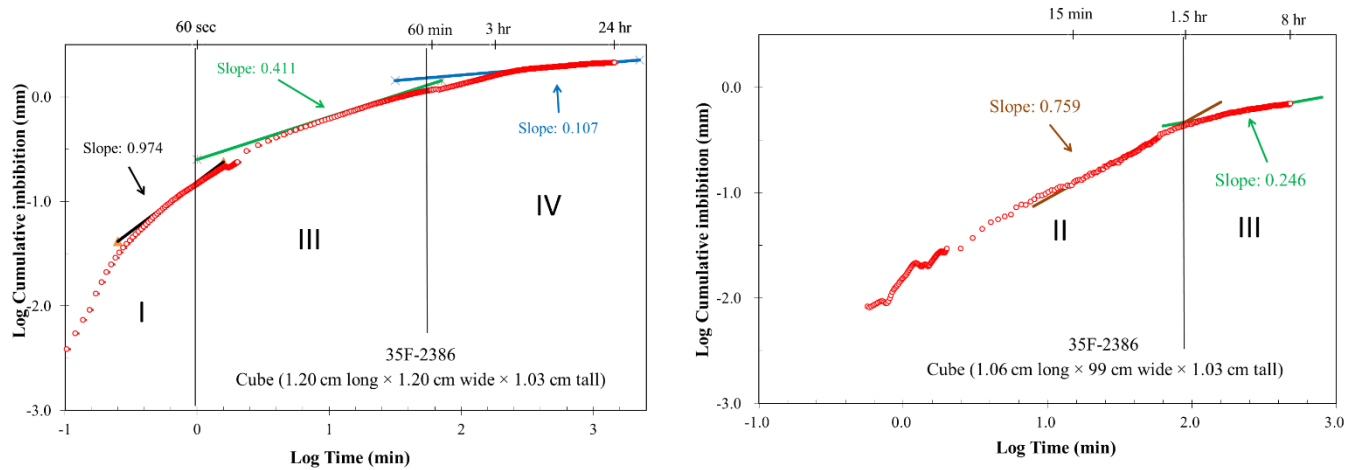 60 sec
60 min
3 hr
24 hr
Slope: 0.411
Slope: 0.974
Slope: 0.107
I
III
IV
35F-2386
Cube (1.20 cm long × 1.20 cm wide × 1.03 cm tall)
Log Cumulative imbibition (mm)
0.0
-1.0
-2.0
-3.0
-1
0
1
2
3
Log Time (min)
15 min
1.5 hr
8 hr
Slope: 0.759
Slope: 0.246
II
III
35F-2386
Cube (1.06 cm long × 99 cm wide × 1.03 cm tall)
Log Cumulative imbibition (mm)
0.0
-1.0
-2.0
-3.0
-1.0
0.0
1.0
2.0
3.0
Log Time (min)